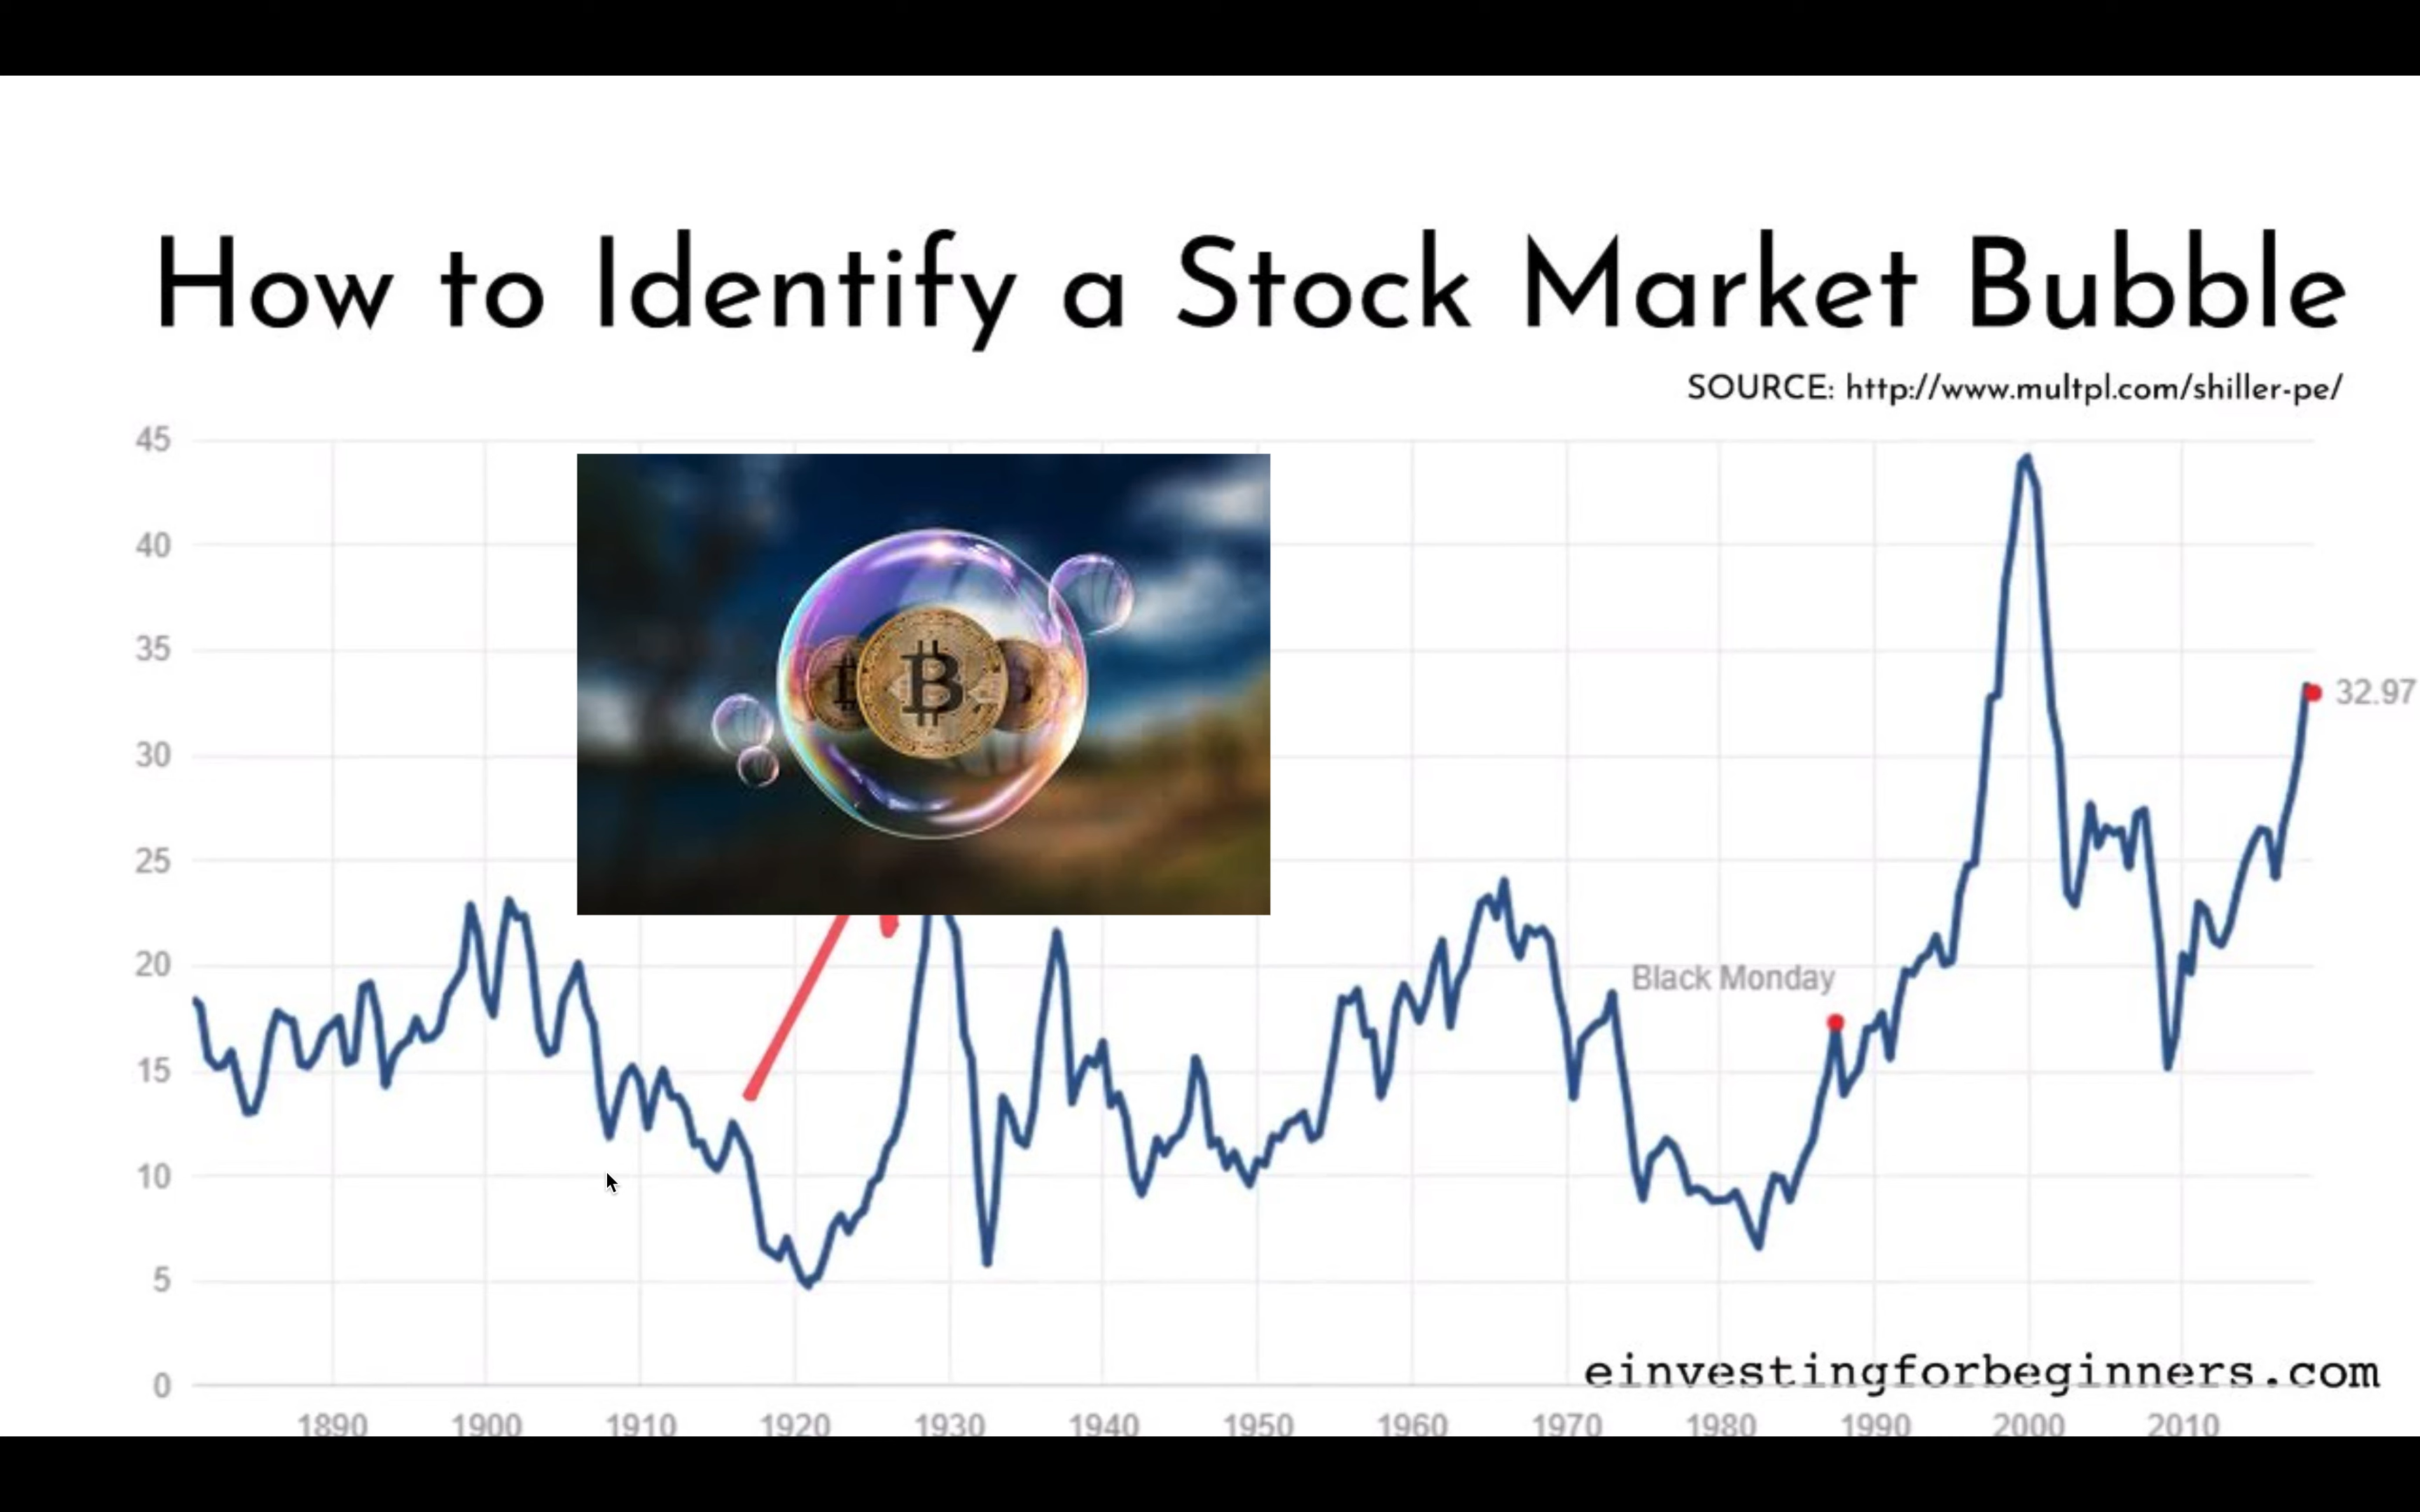 How to Identify a Stock Market Bubble
SOURCE: http://www.multpl.com/shiller-pe/
45
40
35
30
25
20
15
10
5
0
32.97
Black Monday
einvestingforbeginners.com
1890 1900 1910 1920 1930 1940 1950 1960 1970 1980 1990 2000 2010